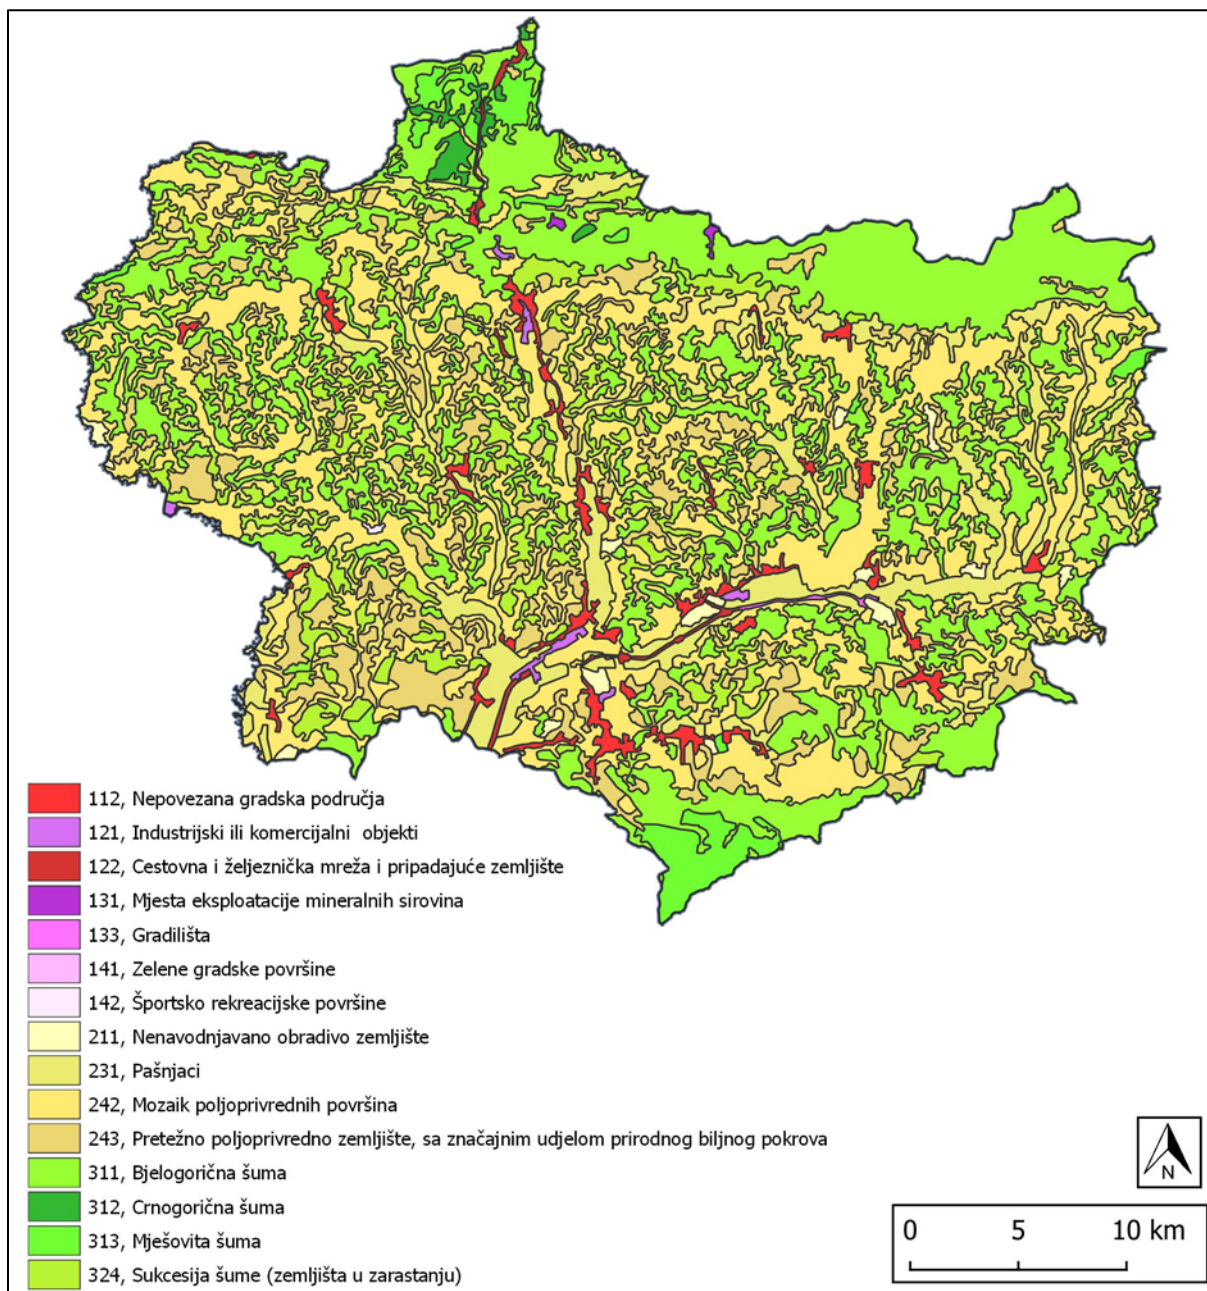 112, Nepovezana gradska područja
121, Industrijski ili komercijalni  objekti
122, Cestovna i željeznička mreža i pripadajuće zemljište
131, Mjesta eksploatacije mineralnih sirovina
133, Gradilišta
141, Zelene gradske površine
142, Športsko rekreacijske površine
211, Nenavodnjavano obradivo zemljište
231, Pašnjaci
242, Mozaik poljoprivrednih površina
243, Pretežno poljoprivredno zemljište, sa značajnim udjelom prirodnog biljnog pokrova
311, Bjelogorična šuma
312, Crnogorična šuma
313, Mješovita šuma
324, Sukcesija šume (zemljišta u zarastanju)
N
0 5 10 km